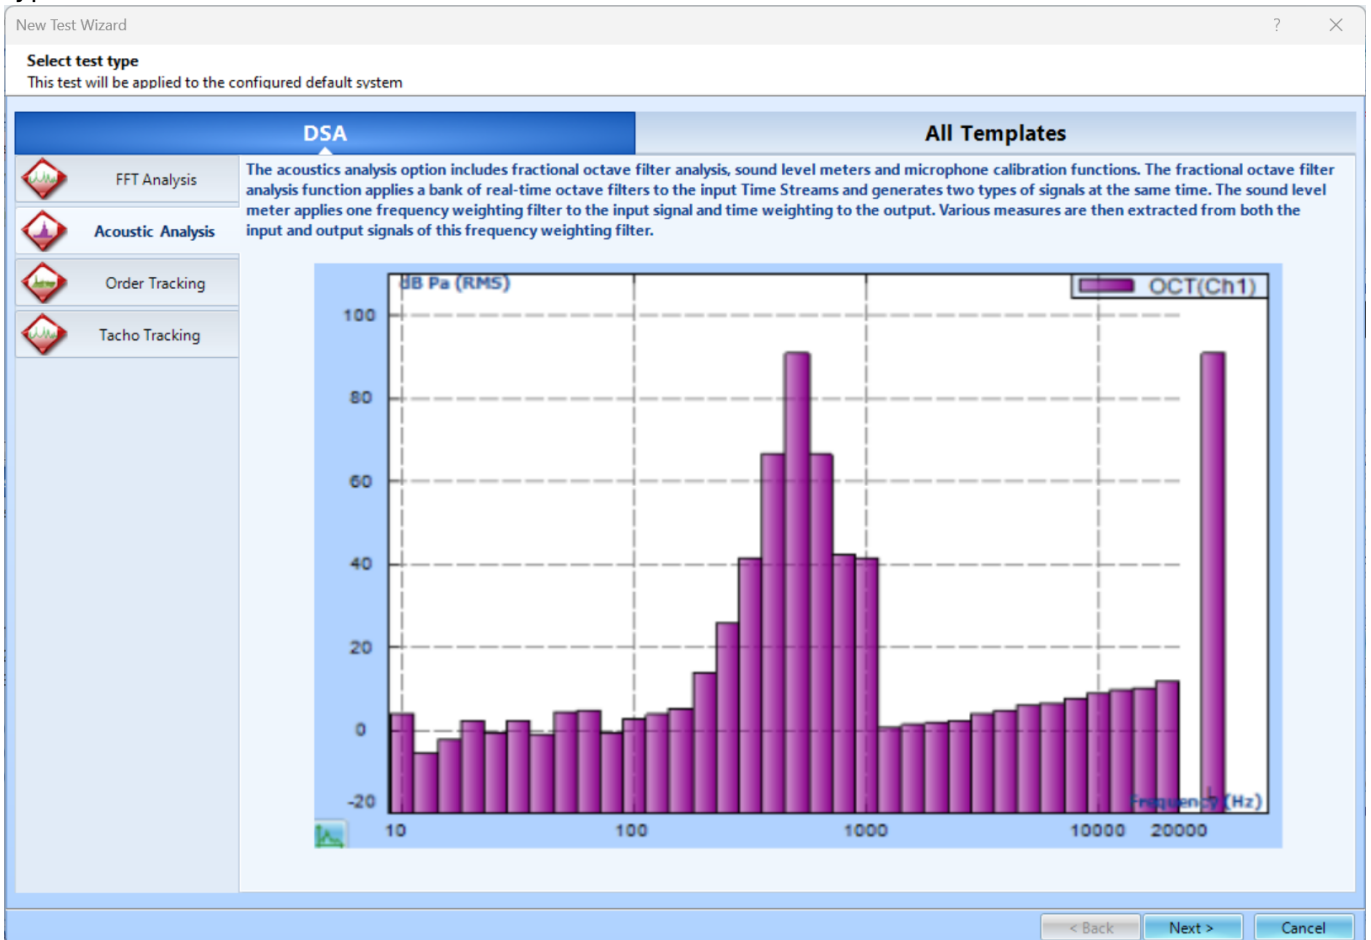 New Test Wizard
?
Select test type
This test will be applied to the configured default system
DSA
All Templates
FFT Analysis
Acoustic Analysis
Order Tracking
Tacho Tracking
The acoustics analysis option includes fractional octave filter analysis, sound level meters and microphone calibration functions. The fractional octave filter
analysis function applies a bank of real-time octave filters to the input Time Streams and generates two types of signals at the same time. The sound level
meter applies one frequency weighting filter to the input signal and time weighting to the output. Various measures are then extracted from both the
input and output signals of this frequency weighting filter.
dB Pa (RMS)
OCT(Ch1)
100
80
60
40
20
0
-20
Frequency (Hz)
10 100 1000 10000 20000
< Back Next > Cancel